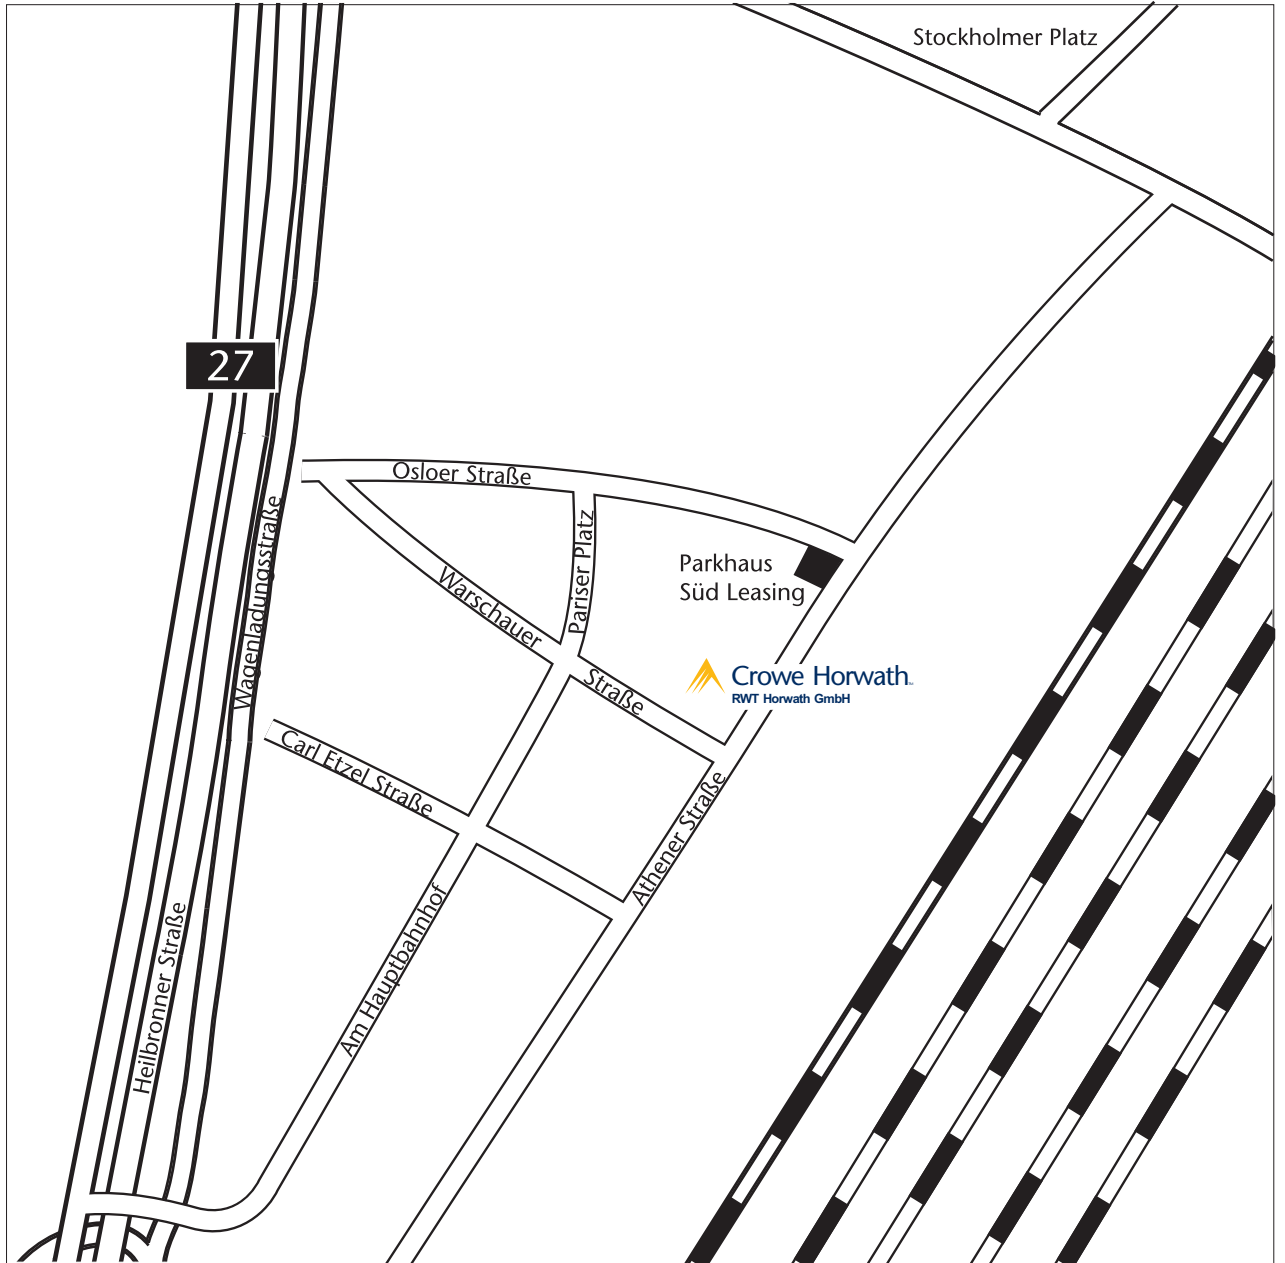 Stockholmer Platz
27
Osloer Straße
Wagenladungsstraße
Pariser Platz
Warschauer
Straße
Parkhaus
Süd Leasing
Crowe Horwath
RWT Horwath GmbH
Carl Etzel Straße
Athener Straße
Am Hauptbahnhof
Heilbronner Straße